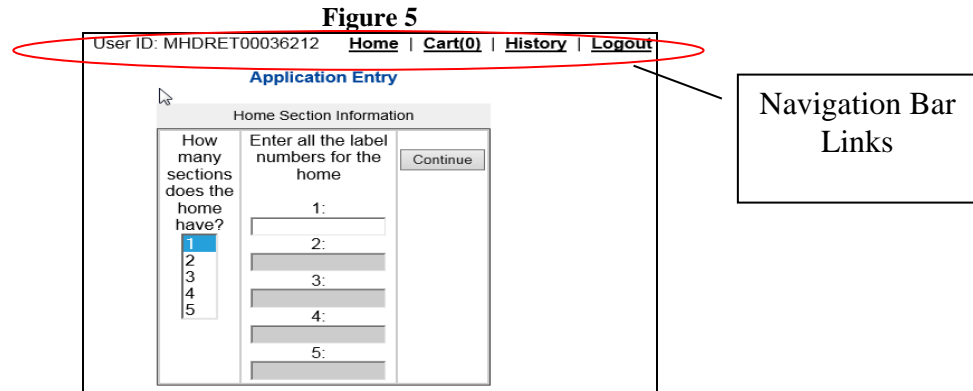 Figure 5
User ID: MHDRET00036212 Home | Cart(0) | History | Logout
Application Entry
Navigation Bar
Links
Home Section Information
How
many
sections
does the
home
have?
1
2
3
4
5
Enter all the label
numbers for the
home
1:
2:
3:
4:
5:
Continue